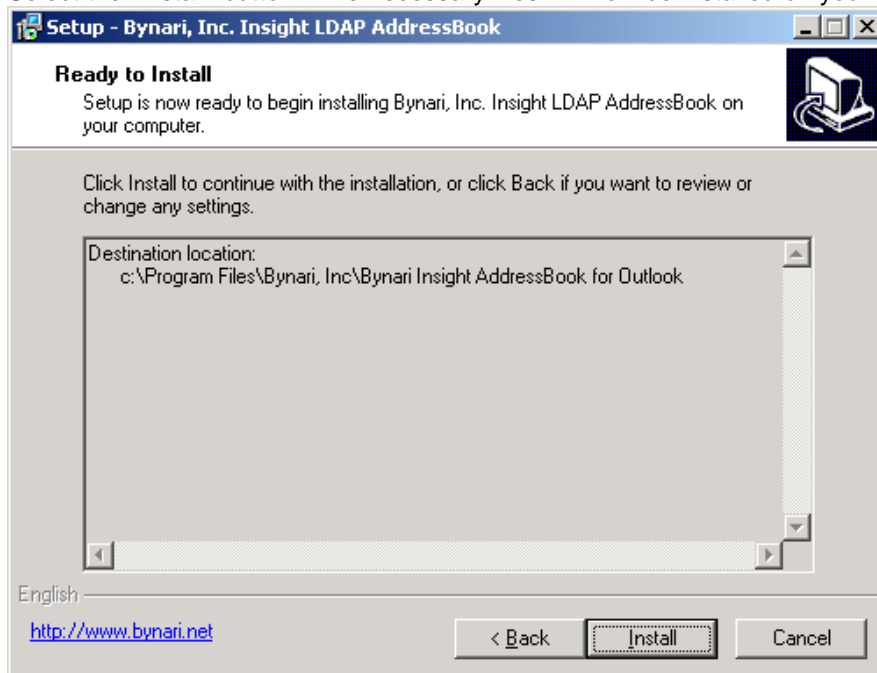 Setup - Bynari, Inc. Insight LDAP AddressBook
Ready to Install
Setup is now ready to begin installing Bynari, Inc. Insight LDAP AddressBook on
your computer.
Click Install to continue with the installation, or click Back if you want to review or
change any settings.
Destination location:
c:\Program Files\Bynari, Inc\Bynari Insight AddressBook for Outlook
English
http://www.bynari.net
< Back Install Cancel